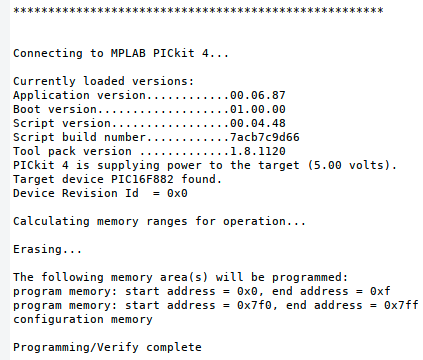 *****************************************************
Connecting to MPLAB PICkit 4...
Currently loaded versions:
Application version............00.06.87
Boot version...................01.00.00
Script version.................00.04.48
Script build number............7acb7c9d66
Tool pack version .............1.8.1120
PICkit 4 is supplying power to the target (5.00 volts).
Target device PIC16F882 found.
Device Revision Id  = 0x0
Calculating memory ranges for operation...
Erasing...
The following memory area(s) will be programmed:
program memory: start address = 0x0, end address = 0xf
program memory: start address = 0x7f0, end address = 0x7ff
configuration memory
Programming/Verify complete